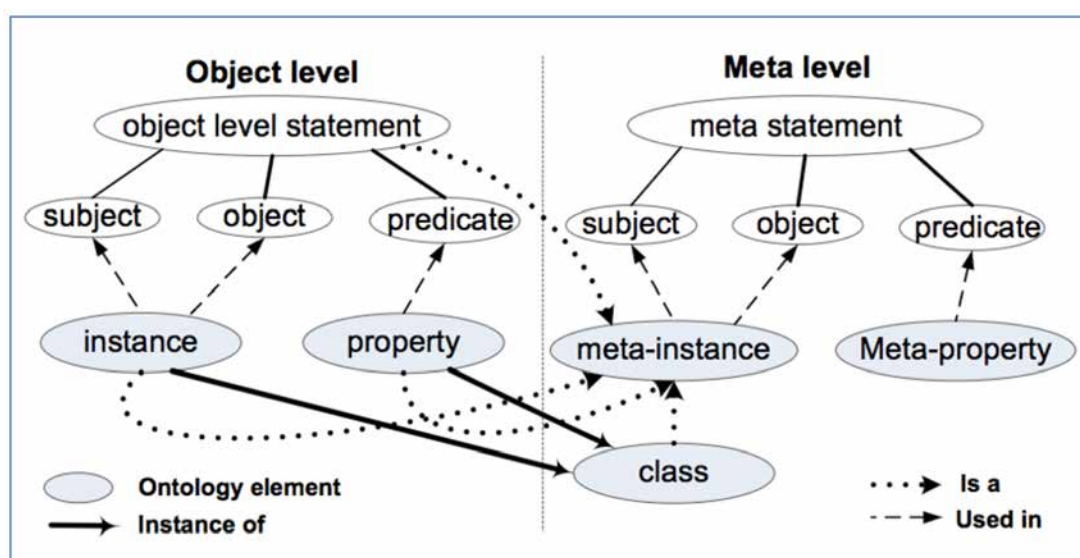 Object level
Meta level
object level statement
meta statement
subject
object
predicate
subject
object
predicate
instance
property
meta-instance
Meta-property
class
Ontology element
Instance of
Is a
Used in